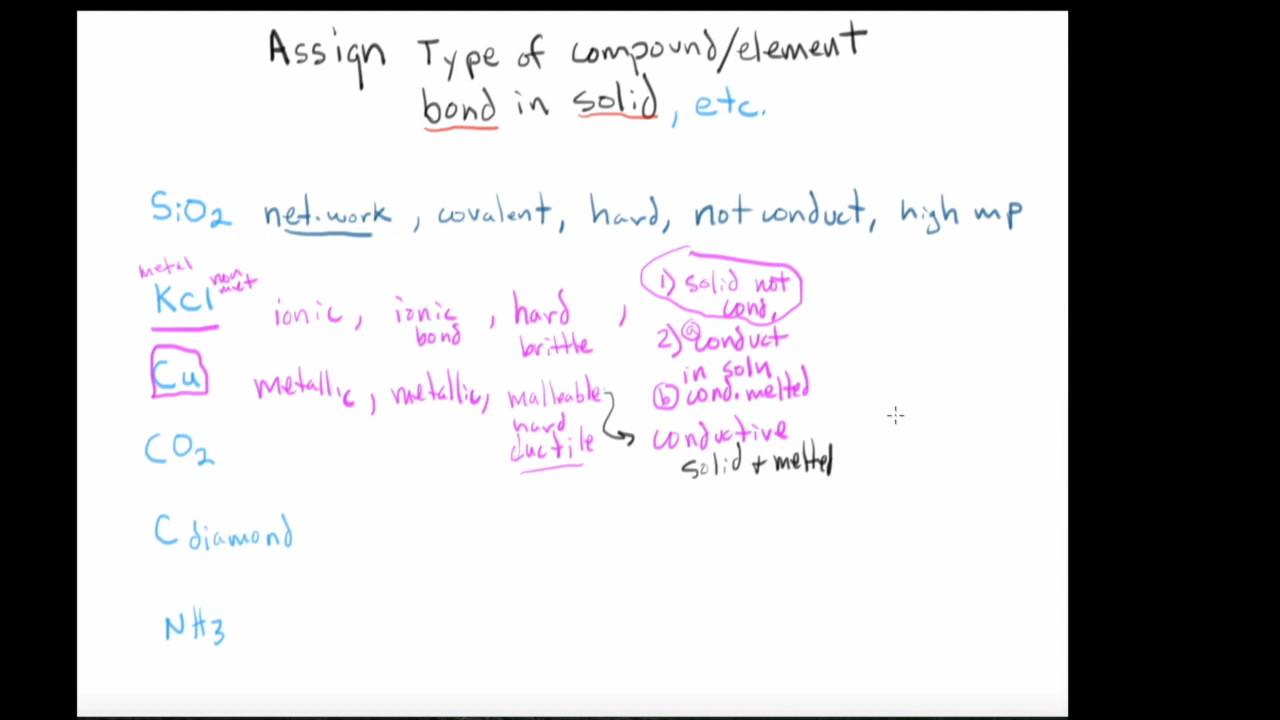 Assign Type of compound/element
bond in solid, etc.
SiO2 network, covalent, hard, not conduct, high mp
metal
non
met
KCl ionic, ionic bond, hard brittle, 1) solid not
cond.
2) ⓐ conduct
in soln
ⓑ cond. melted
Cu metallic, metallic, malleable
hard
ductile
conductive
solid + melted
CO2
C diamond
NH3